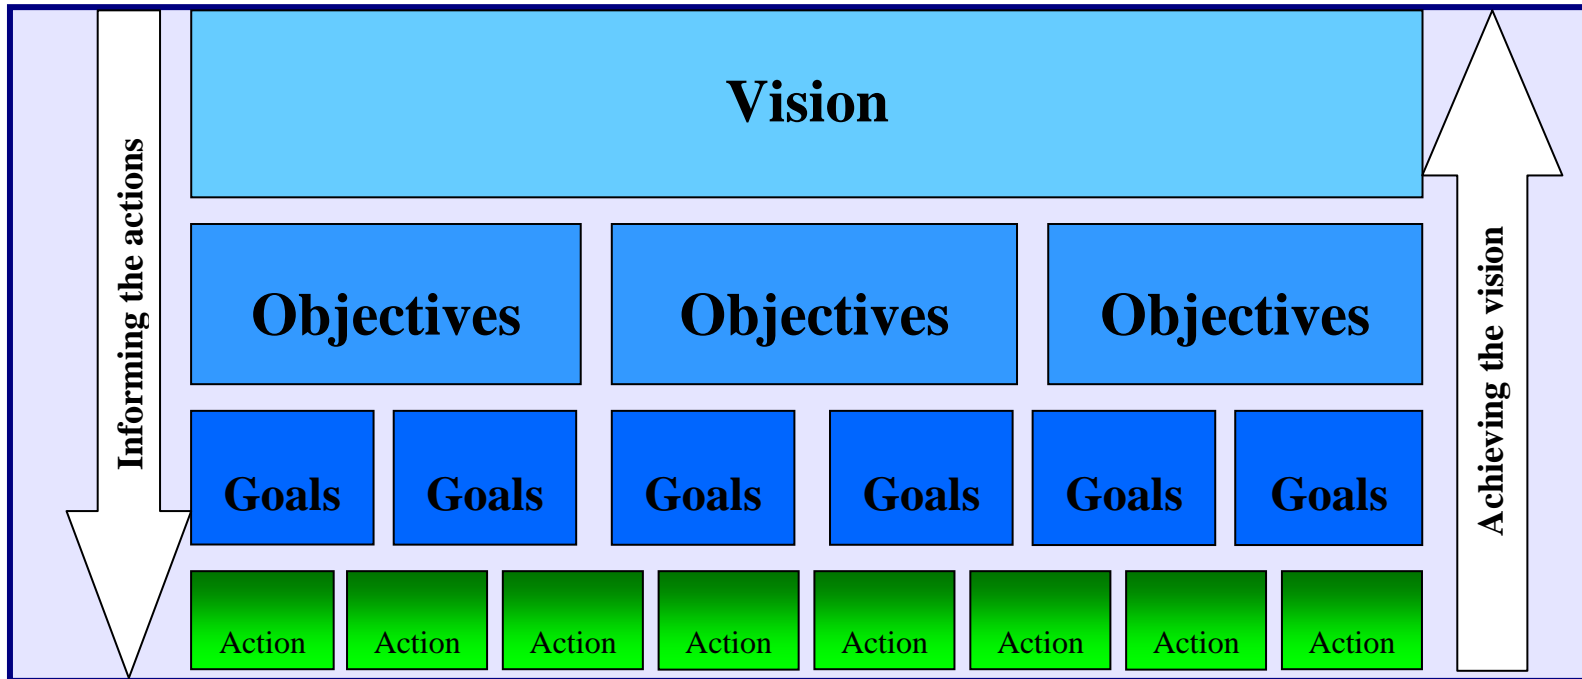 Vision
Informing the actions
Achieving the vision
Objectives Objectives Objectives
Goals Goals Goals Goals Goals Goals
Action Action Action Action Action Action Action Action